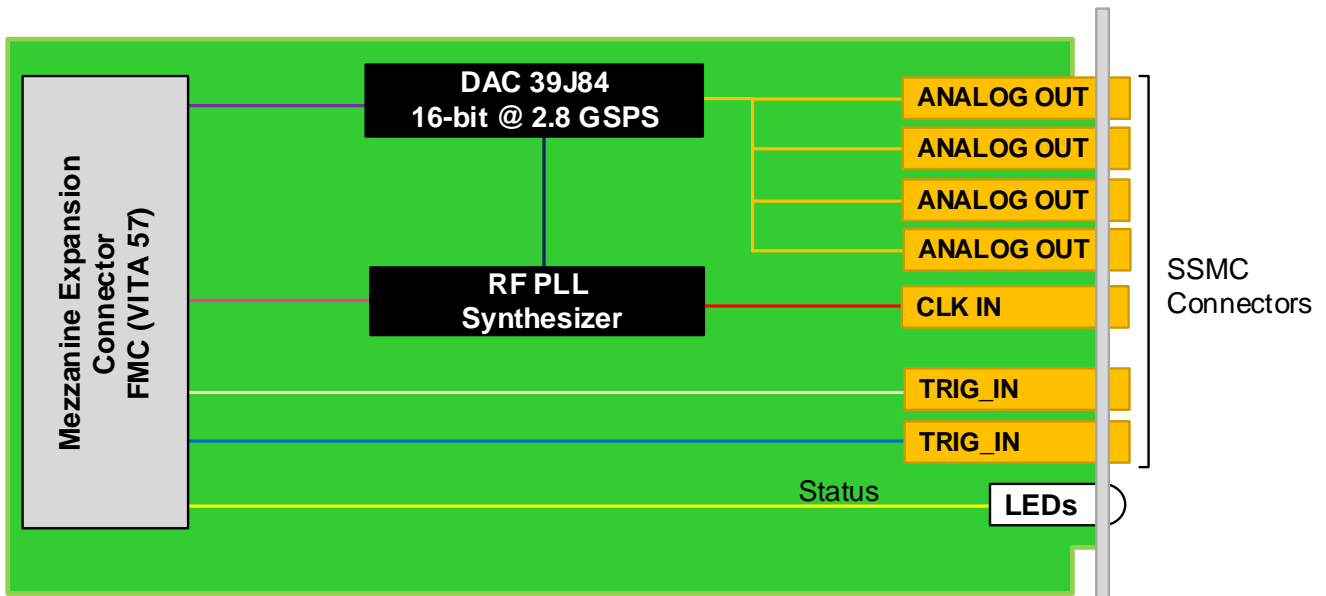 DAC 39J84
16-bit @ 2.8 GSPS
Mezzanine Expansion
Connector
FMC (VITA 57)
RF PLL
Synthesizer
ANALOG OUT
ANALOG OUT
ANALOG OUT
ANALOG OUT
CLK IN
TRIG_IN
TRIG_IN
Status
LEDs
SSMC
Connectors